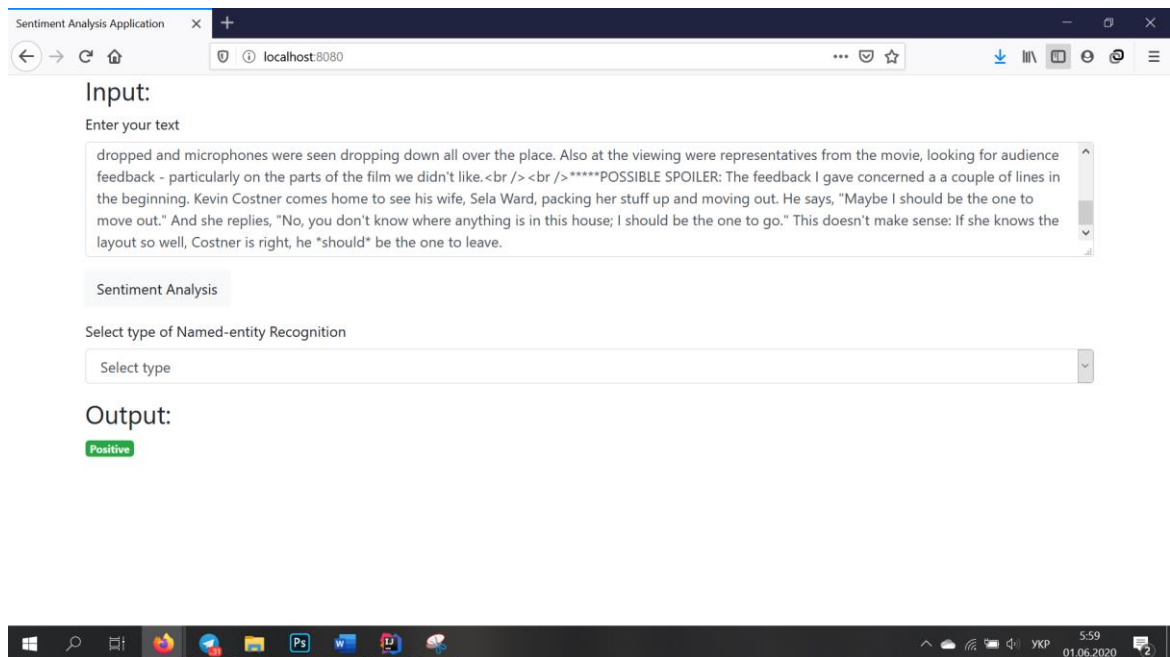 Sentiment Analysis Application
localhost:8080
Input:
Enter your text
dropped and microphones were seen dropping down all over the place. Also at the viewing were representatives from the movie, looking for audience
feedback - particularly on the parts of the film we didn't like.<br /><br />*****POSSIBLE SPOILER: The feedback I gave concerned a a couple of lines in
the beginning. Kevin Costner comes home to see his wife, Sela Ward, packing her stuff up and moving out. He says, "Maybe I should be the one to
move out." And she replies, "No, you don't know where anything is in this house; I should be the one to go." This doesn't make sense: If she knows the
layout so well, Costner is right, he *should* be the one to leave.
Sentiment Analysis
Select type of Named-entity Recognition
Select type
Output:
Positive
Ps
W
IJ
УКР
5:59
01.06.2020
2